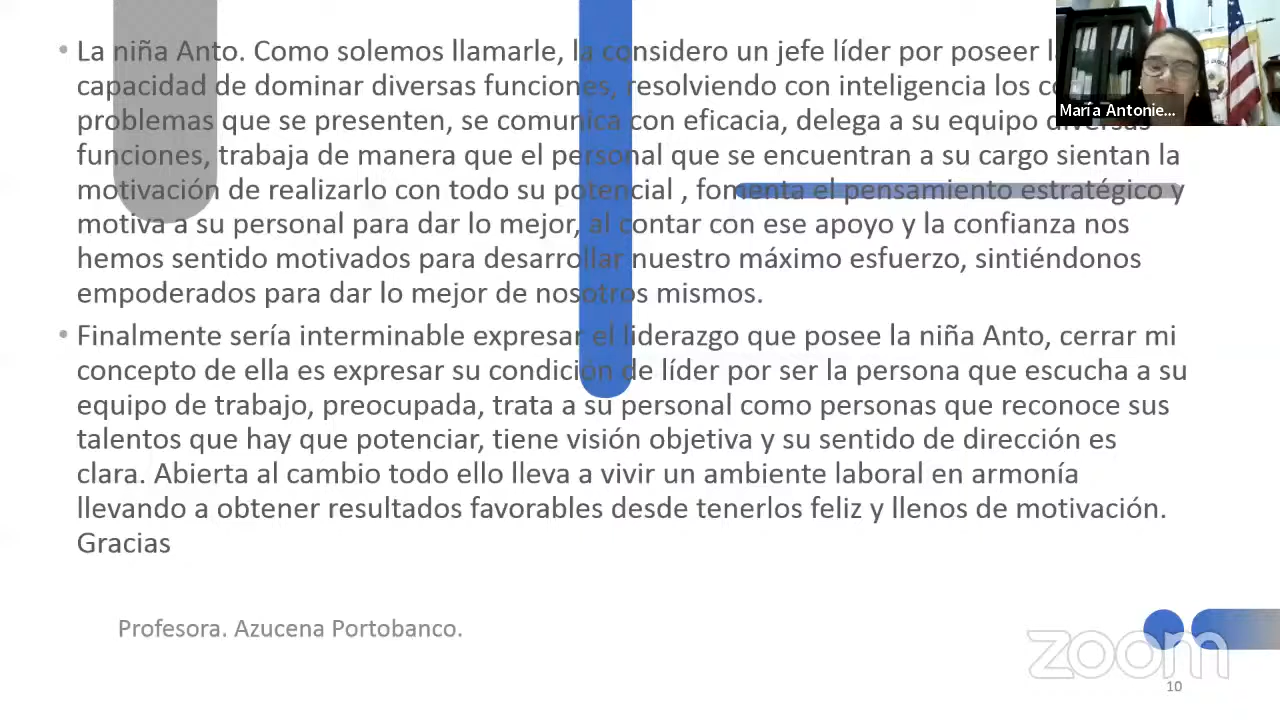 • La niña Anto. Como solemos llamarle, la considero un jefe líder por poseer
capacidad de dominar diversas funciones, resolviendo con inteligencia los
problemas que se presenten, se comunica con eficacia, delega a su equipo diversas
funciones, trabaja de manera que el personal que se encuentran a su cargo sientan la
motivación de realizarlo con todo su potencial , fomenta el pensamiento estratégico y
motiva a su personal para dar lo mejor, al contar con ese apoyo y la confianza nos
hemos sentido motivados para desarrollar nuestro máximo esfuerzo, sintiéndonos
empoderados para dar lo mejor de nosotros mismos.
• Finalmente sería interminable expresar el liderazgo que posee la niña Anto, cerrar mi
concepto de ella es expresar su condición de líder por ser la persona que escucha a su
equipo de trabajo, preocupada, trata a su personal como personas que reconoce sus
talentos que hay que potenciar, tiene visión objetiva y su sentido de dirección es
clara. Abierta al cambio todo ello lleva a vivir un ambiente laboral en armonía
llevando a obtener resultados favorables desde tenerlos feliz y llenos de motivación.
Gracias
Profesora. Azucena Portobanco.
María Antonie...
zoom
10